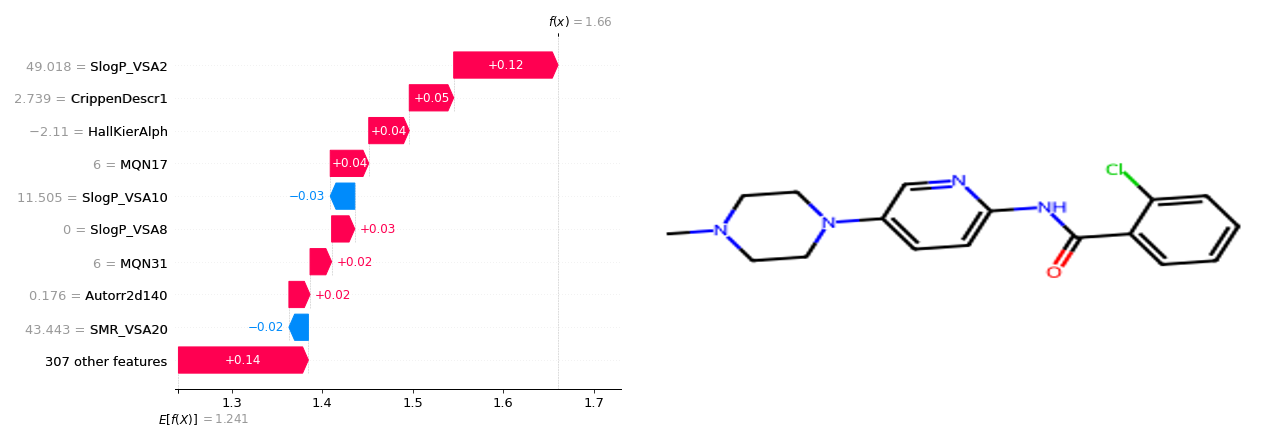 f(x) = 1.66
49.018 = SlogP_VSA2
+0.12
2.739 = CrippenDescr1
+0.05
−2.11 = HallKierAlph
+0.04
6 = MQN17
+0.04
11.505 = SlogP_VSA10
−0.03
0 = SlogP_VSA8
+0.03
6 = MQN31
+0.02
0.176 = Autorr2d140
+0.02
43.443 = SMR_VSA20
−0.02
307 other features
+0.14
1.3 1.4 1.5 1.6 1.7
E[f(X)] = 1.241
Cl
N
NH
N
N
O